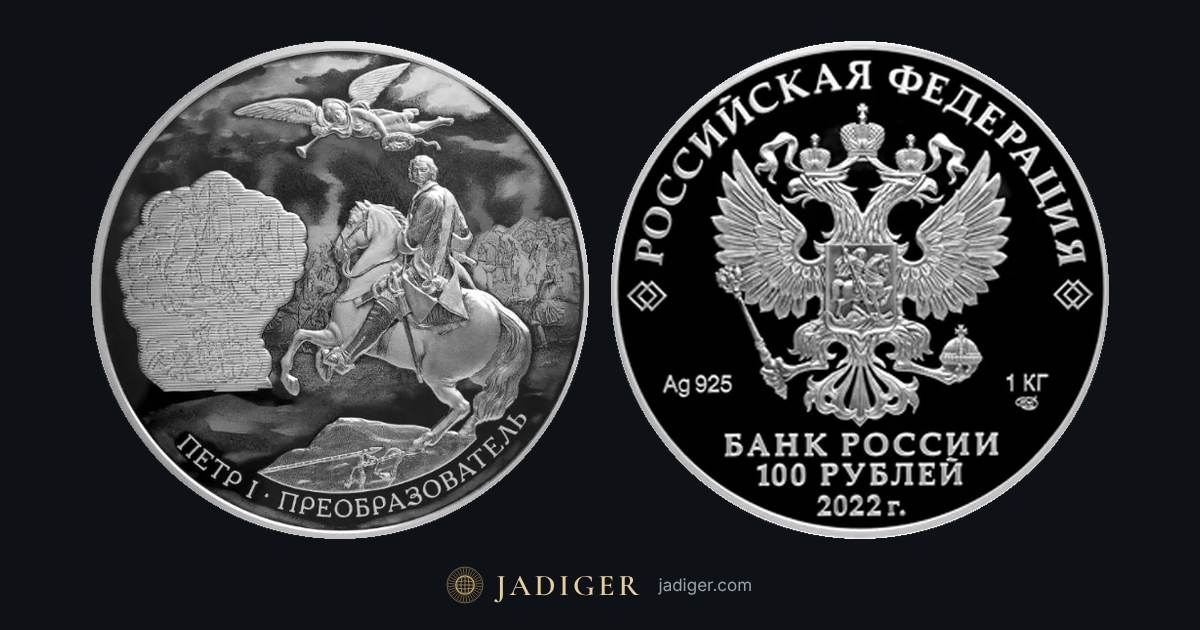 ПЕТР I · ПРЕОБРАЗОВАТЕЛЬ
РОССИЙСКАЯ ФЕДЕРАЦИЯ
Ag 925
1 КГ
БАНК РОССИИ
100 РУБЛЕЙ
2022 г.
JADIGER jadiger.com